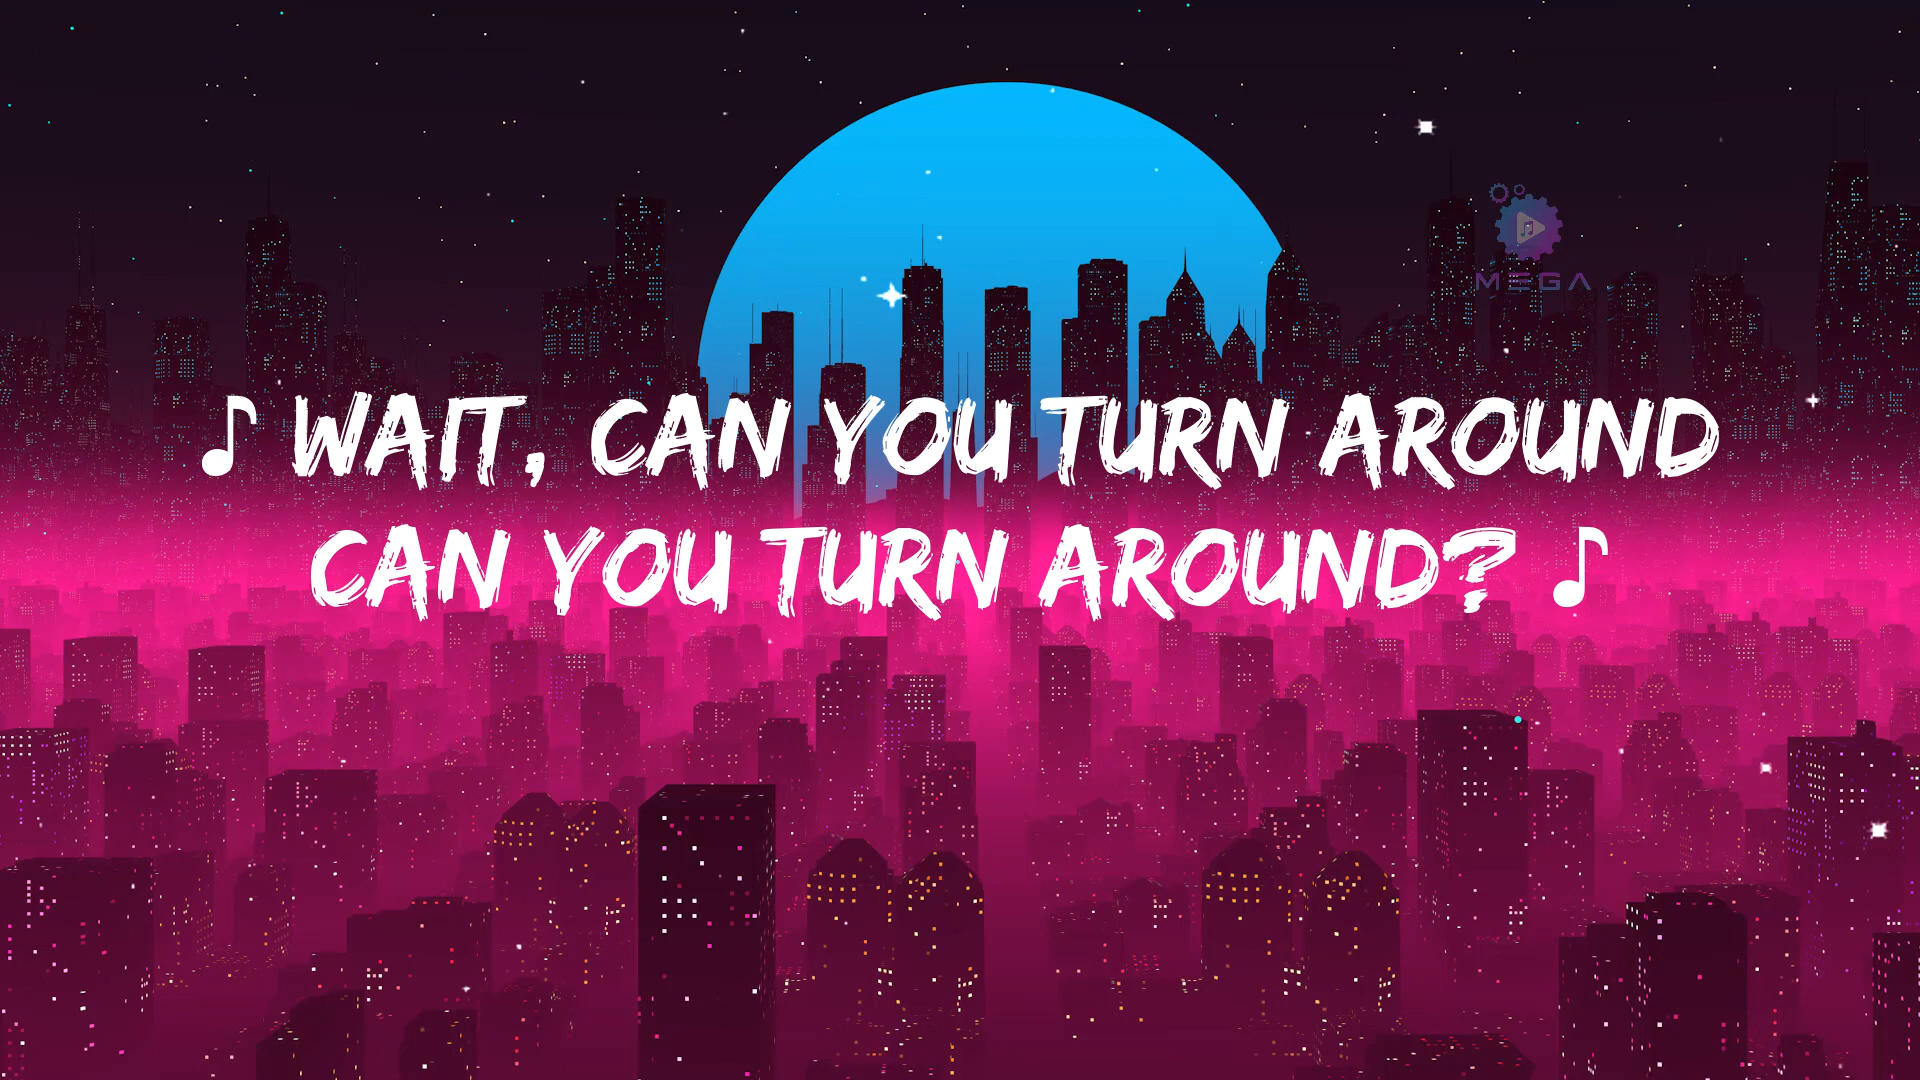 MEGA
♪ WAIT, CAN YOU TURN AROUND
CAN YOU TURN AROUND? ♪